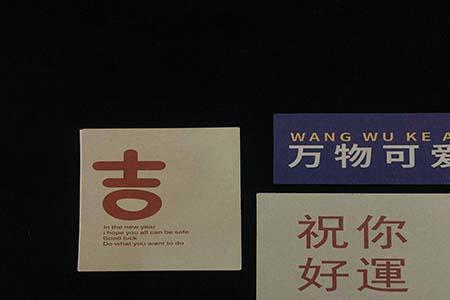 吉
In the new year
i hope you all can be safe
Good luck
Do what you want to do
WANG WU KE A
万物可爱
祝你
好運